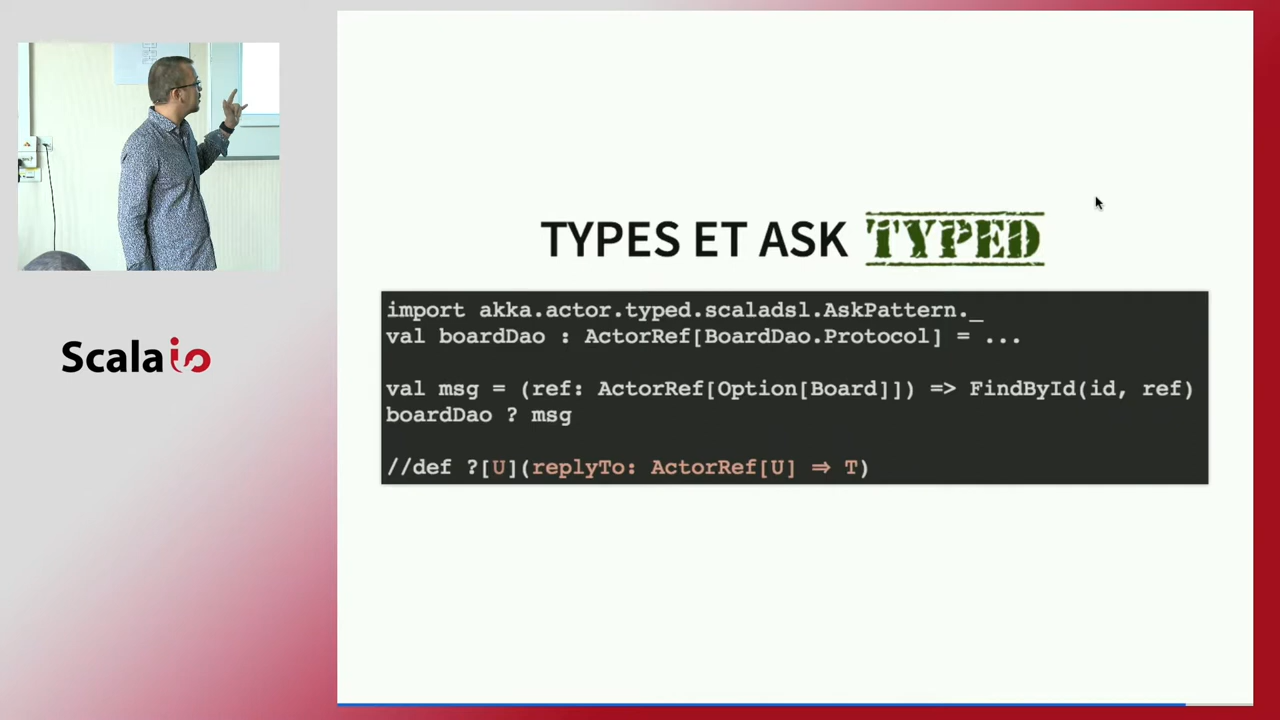 TYPES ET ASK TYPED
import akka.actor.typed.scaladsl.AskPattern._
val boardDao : ActorRef[BoardDao.Protocol] = ...
val msg = (ref: ActorRef[Option[Board]]) => FindById(id, ref)
boardDao ? msg
//def ?[U](replyTo: ActorRef[U] ⇒ T)
Scala io